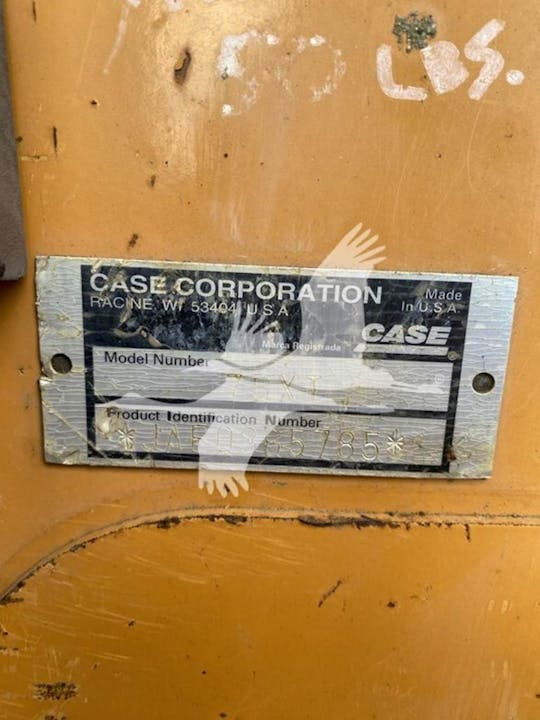 LBS.
CASE CORPORATION
RACINE WI 53404 U.S.A.
Made
In U.S.A.
CASE
Marca Registrada
Model Number
Product Identification Number